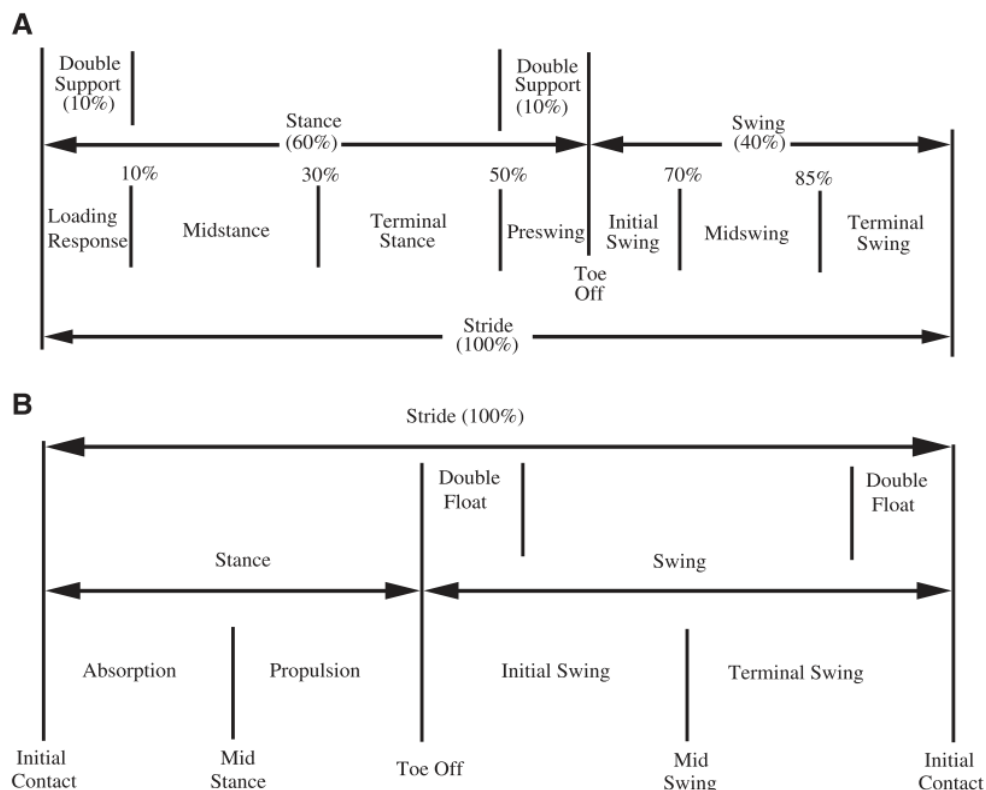 A
Double
Support
(10%)
Double
Support
(10%)
Stance
(60%)
Swing
(40%)
10%
30%
50%
70%
85%
Loading
Response
Midstance
Terminal
Stance
Preswing
Initial
Swing
Midswing
Terminal
Swing
Toe
Off
Stride
(100%)
B
Stride (100%)
Double
Float
Double
Float
Stance
Swing
Absorption
Propulsion
Initial Swing
Terminal Swing
Initial
Contact
Mid
Stance
Toe Off
Mid
Swing
Initial
Contact